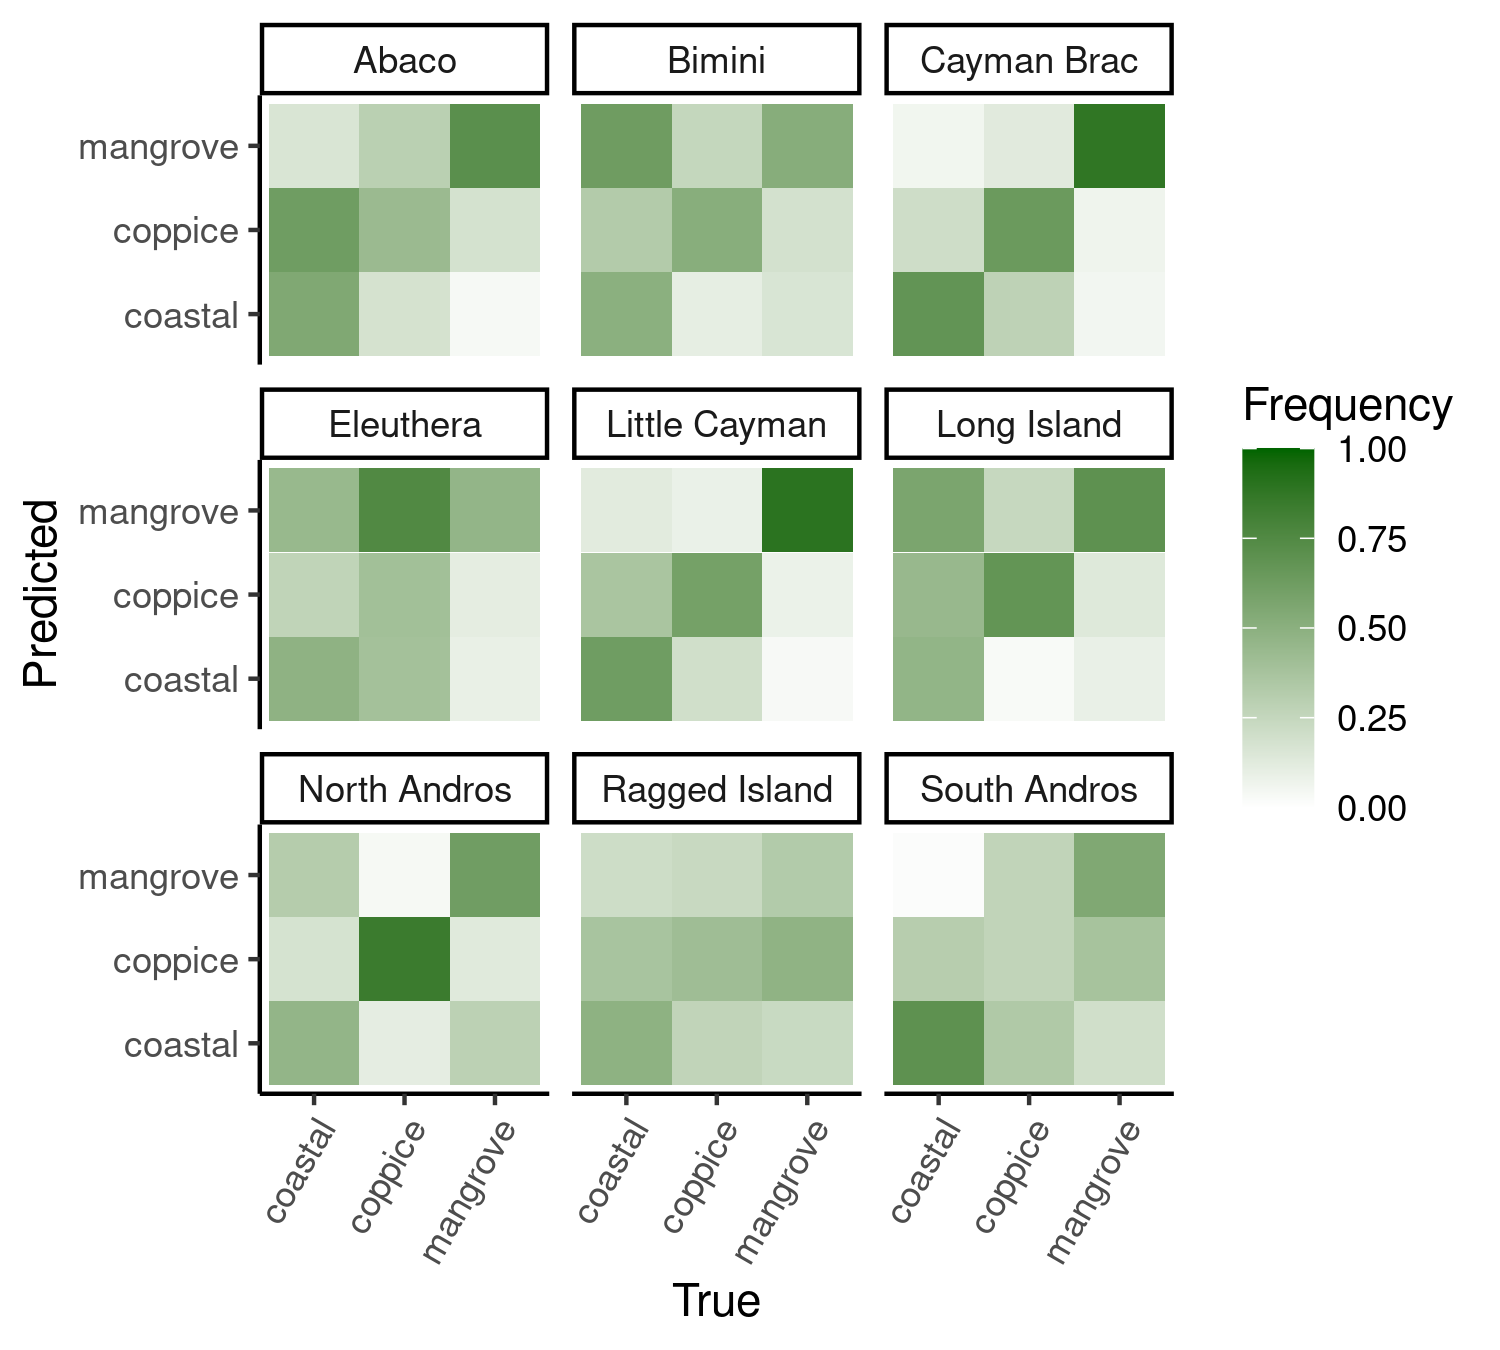 Abaco Bimini Cayman Brac
mangrove
coppice
coastal
Eleuthera Little Cayman Long Island
mangrove
coppice
coastal
North Andros Ragged Island South Andros
mangrove
coppice
coastal
coastal coppice mangrove coastal coppice mangrove coastal coppice mangrove
True
Predicted
Frequency
1.00
0.75
0.50
0.25
0.00